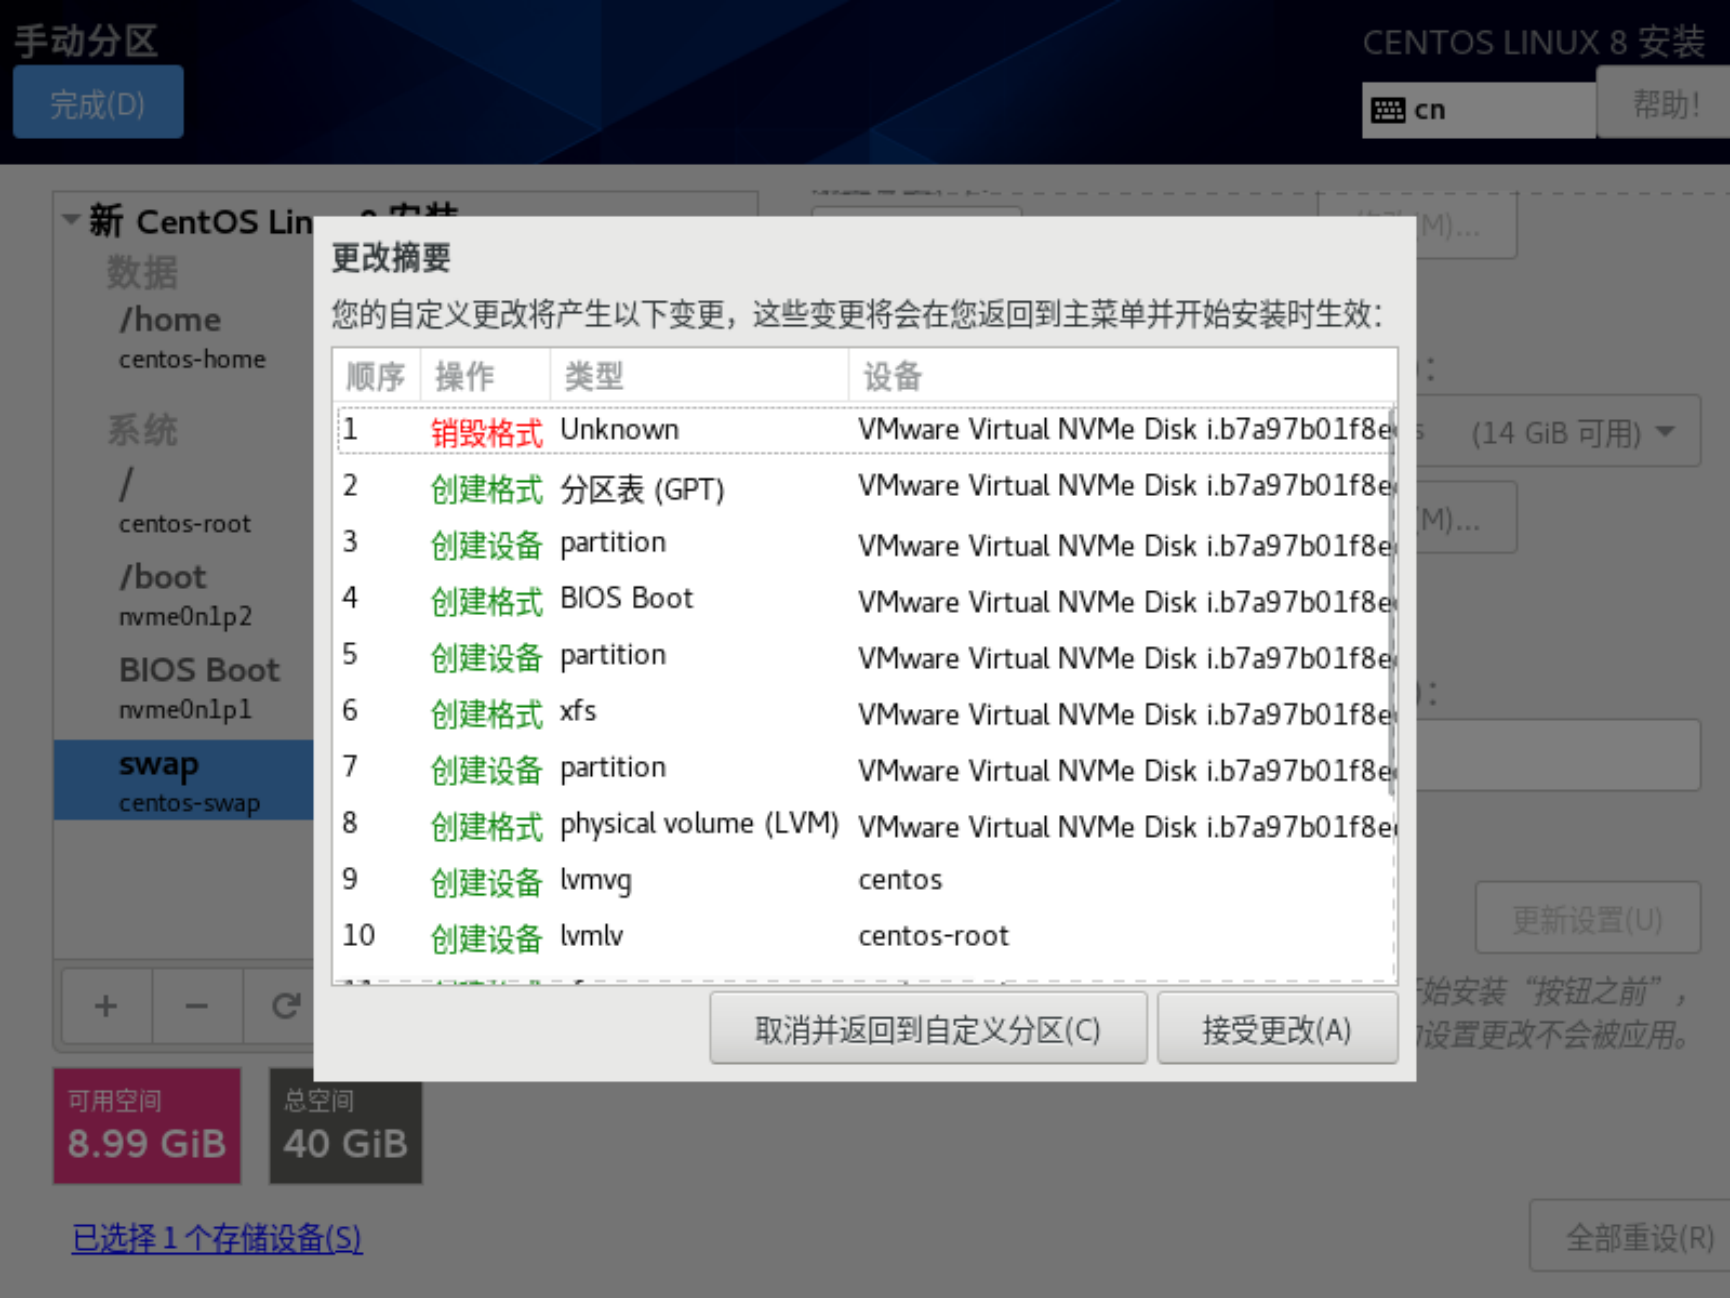 手动分区
完成(D)
CENTOS LINUX 8 安装
cn
帮助!
新 CentOS Lin
数据
/home
centos-home
系统
/
centos-root
/boot
nvme0n1p2
BIOS Boot
nvme0n1p1
swap
centos-swap
(M)...
(14 GiB 可用)
(M)...
更新设置(U)
始安装“按钮之前”，
设置更改不会被应用。
更改摘要
您的自定义更改将产生以下变更，这些变更将会在您返回到主菜单并开始安装时生效：
顺序 操作 类型 设备
1 销毁格式 Unknown VMware Virtual NVMe Disk i.b7a97b01f8e
2 创建格式 分区表 (GPT) VMware Virtual NVMe Disk i.b7a97b01f8e
3 创建设备 partition VMware Virtual NVMe Disk i.b7a97b01f8e
4 创建格式 BIOS Boot VMware Virtual NVMe Disk i.b7a97b01f8e
5 创建设备 partition VMware Virtual NVMe Disk i.b7a97b01f8e
6 创建格式 xfs VMware Virtual NVMe Disk i.b7a97b01f8e
7 创建设备 partition VMware Virtual NVMe Disk i.b7a97b01f8e
8 创建格式 physical volume (LVM) VMware Virtual NVMe Disk i.b7a97b01f8e
9 创建设备 lvmvg centos
10 创建设备 lvmlv centos-root
取消并返回到自定义分区(C)
接受更改(A)
可用空间
8.99 GiB
总空间
40 GiB
已选择 1 个存储设备(S)
全部重设(R)